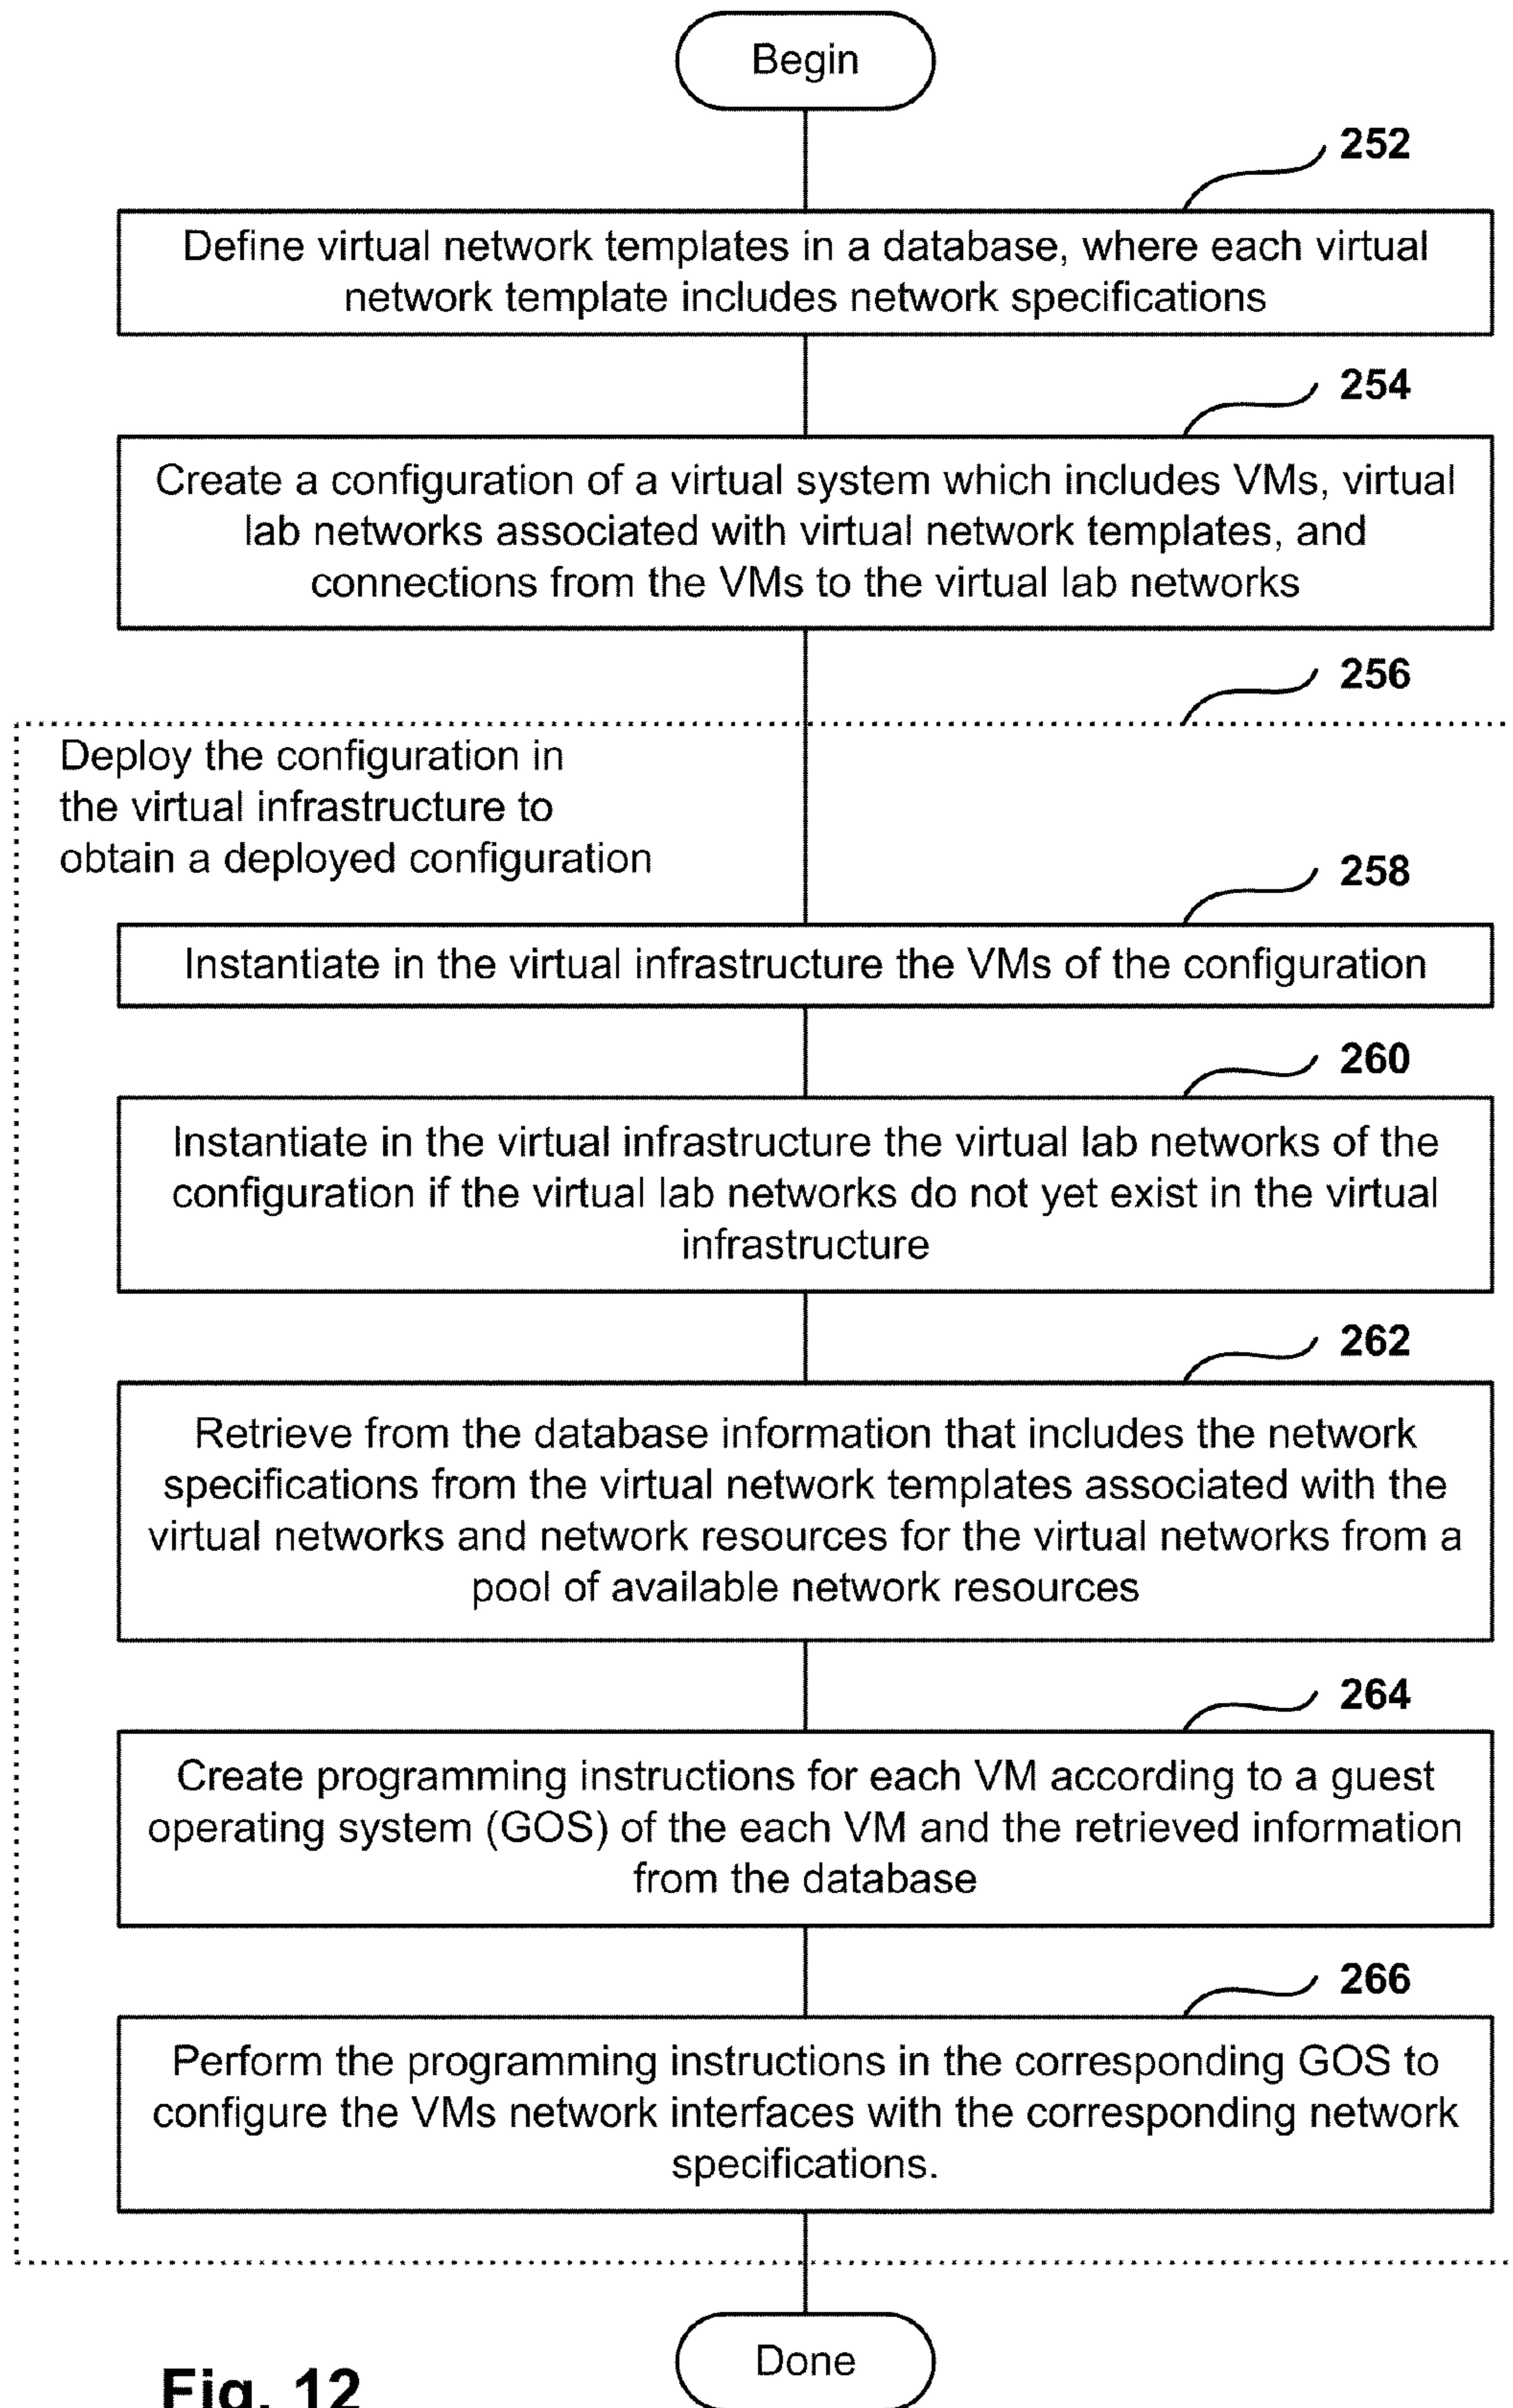 Begin
252
Define virtual network templates in a database, where each virtual
network template includes network specifications
254
Create a configuration of a virtual system which includes VMs, virtual
lab networks associated with virtual network templates, and
connections from the VMs to the virtual lab networks
256
Deploy the configuration in
the virtual infrastructure to
obtain a deployed configuration
258
Instantiate in the virtual infrastructure the VMs of the configuration
260
Instantiate in the virtual infrastructure the virtual lab networks of the
configuration if the virtual lab networks do not yet exist in the virtual
infrastructure
262
Retrieve from the database information that includes the network
specifications from the virtual network templates associated with the
virtual networks and network resources for the virtual networks from a
pool of available network resources
264
Create programming instructions for each VM according to a guest
operating system (GOS) of the each VM and the retrieved information
from the database
266
Perform the programming instructions in the corresponding GOS to
configure the VMs network interfaces with the corresponding network
specifications.
Done
Fig. 12